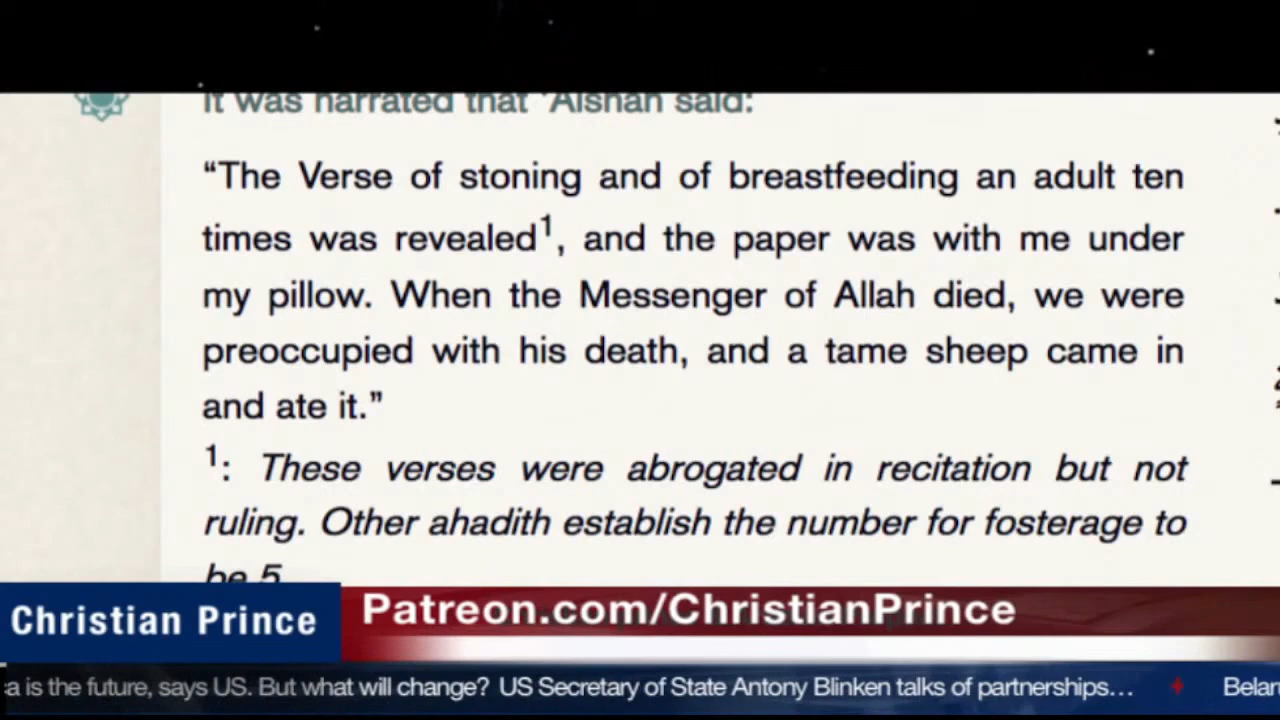 It was narrated that 'Aishah said:
“The Verse of stoning and of breastfeeding an adult ten
times was revealed¹, and the paper was with me under
my pillow. When the Messenger of Allah died, we were
preoccupied with his death, and a tame sheep came in
and ate it.”
¹: These verses were abrogated in recitation but not
ruling. Other ahadith establish the number for fosterage to
be 5.
Christian Prince
Patreon.com/ChristianPrince
is the future, says US. But what will change? US Secretary of State Antony Blinken talks of partnerships...